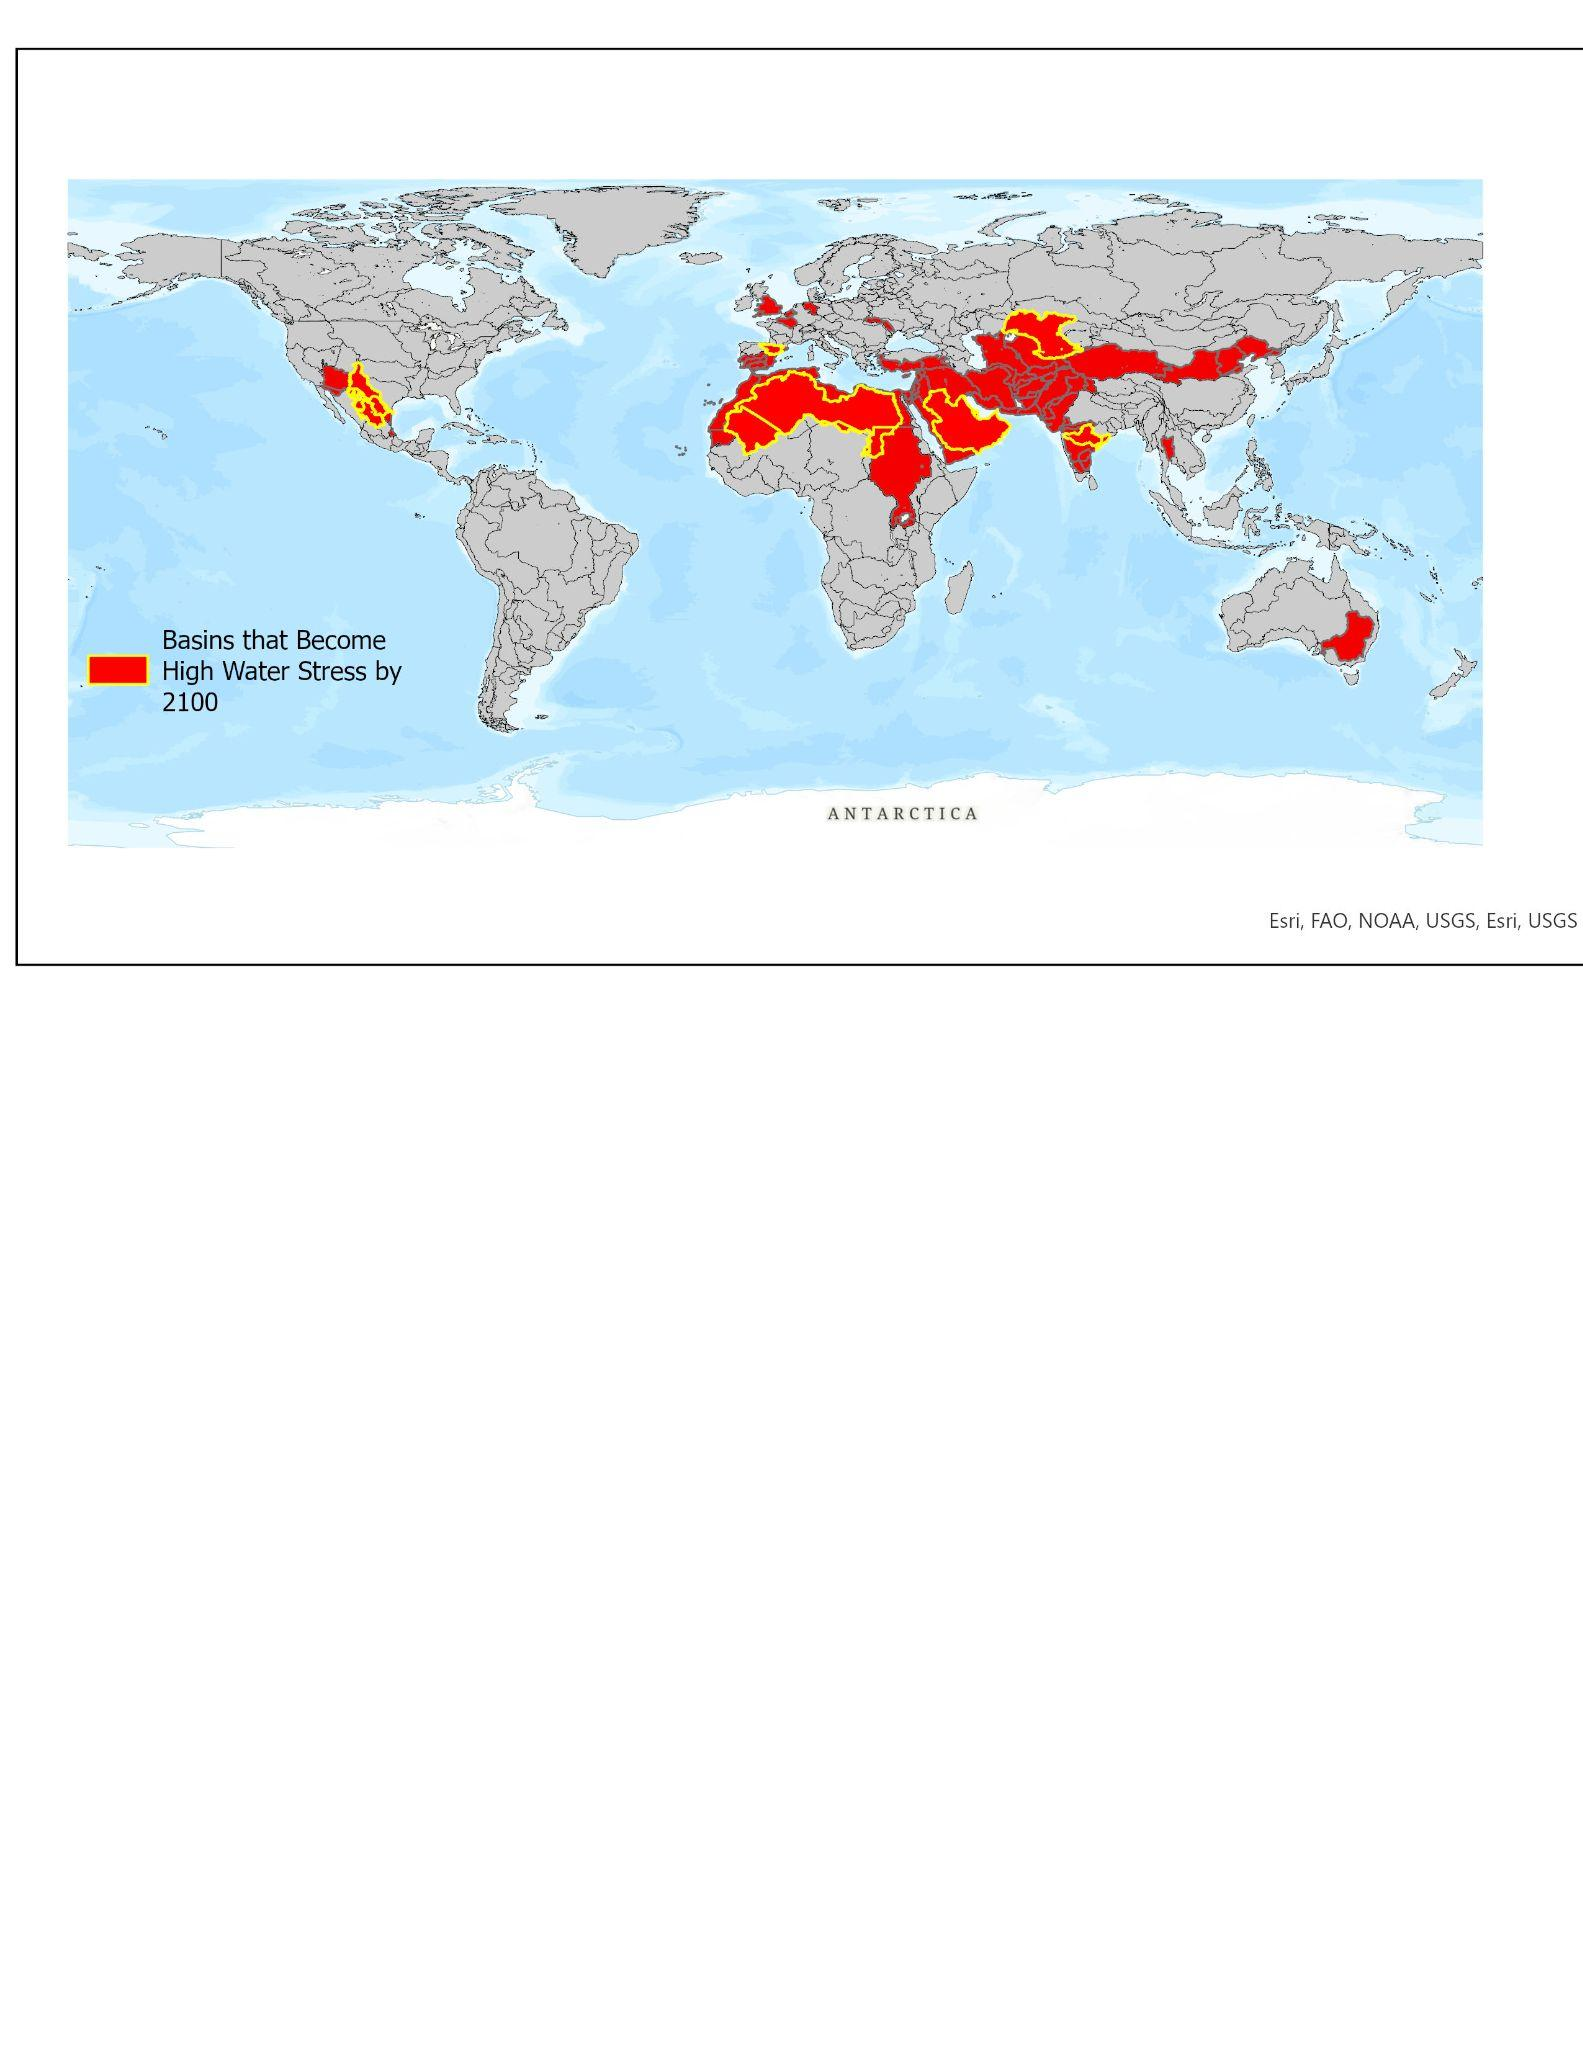 Basins that Become
High Water Stress by
2100
ANTARCTICA
Esri, FAO, NOAA, USGS, Esri, USGS